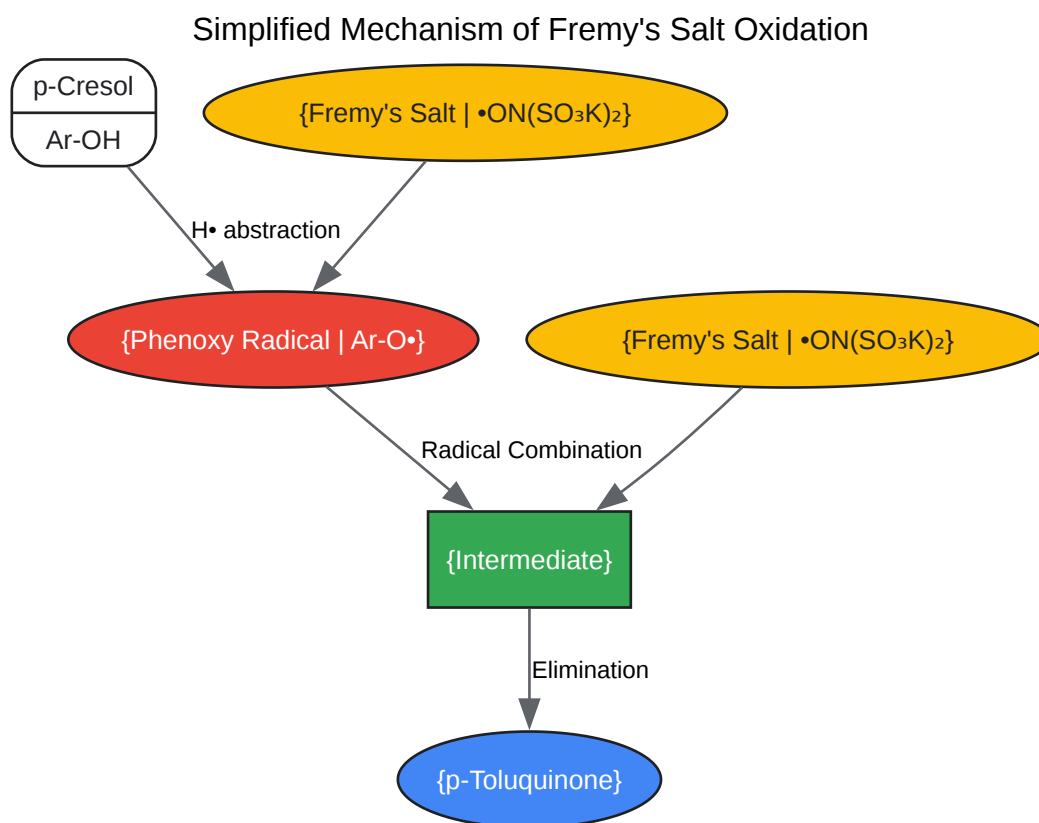 Simplified Mechanism of Fremy's Salt Oxidation
p-Cresol
Ar-OH
{Fremy's Salt | •ON(SO₃K)₂}
H• abstraction
{Phenoxy Radical | Ar-O•}
{Fremy's Salt | •ON(SO₃K)₂}
Radical Combination
{Intermediate}
Elimination
{p-Toluquinone}